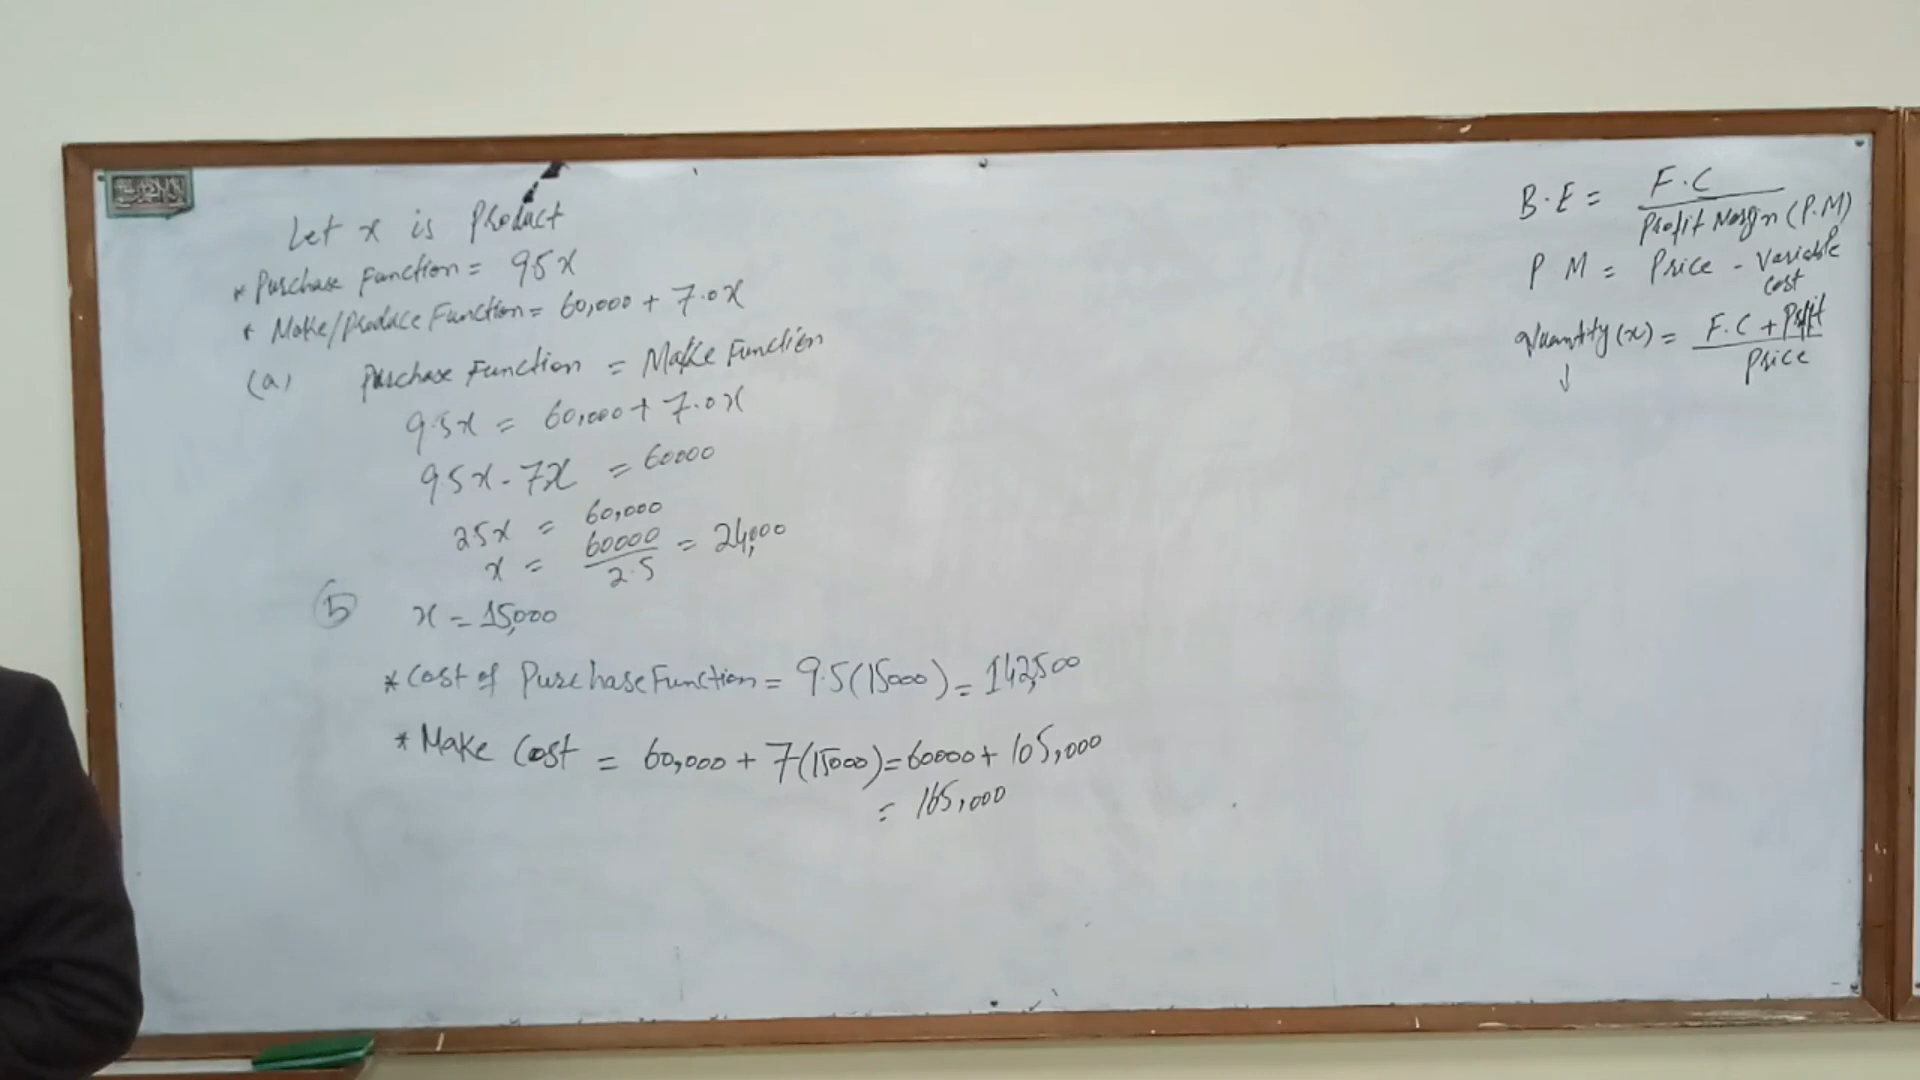 Let x is Product
* Purchase Function = 9.5x
* Make/Produce Function = 60,000 + 7.0x
(a) Purchase Function = Make Function
9.5x = 60,000 + 7.0x
9.5x - 7x = 60000
2.5x = 60,000
x = 60000 / 2.5 = 24,000
(b) x = 15,000
* Cost of Purchase Function = 9.5(15000) = 142,500
* Make Cost = 60,000 + 7(15000) = 60000 + 105,000
= 165,000
B.E = F.C / Profit Margin (P.M)
P M = Price - Variable cost
Quantity (x) = F.C + Profit / Price
↓